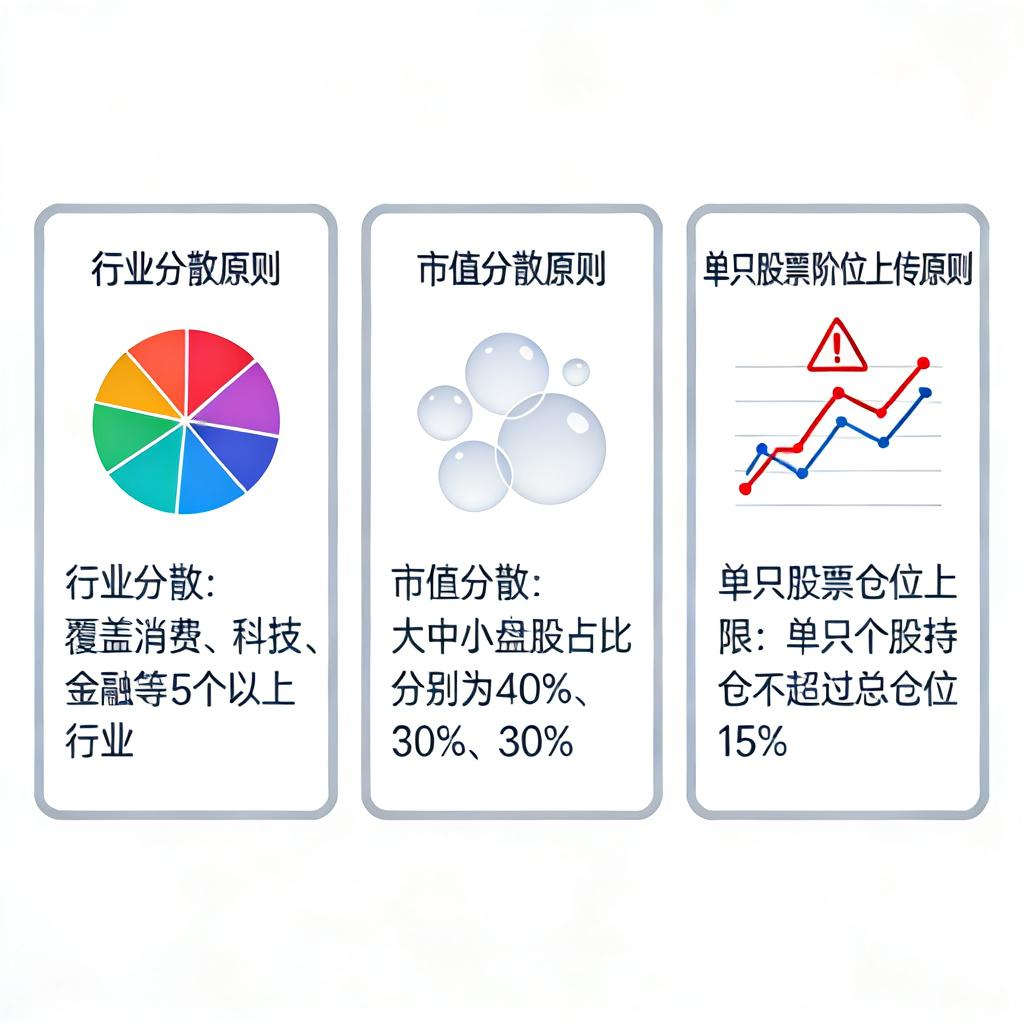 行业分散原则
行业分散：
覆盖消费、科技、
金融等5个以上
行业
市值分散原则
市值分散：
大中小盘股占比
分别为40%、
30%、30%
单只股票阶位上传原则
单只股票仓位上
限：单只个股持
仓不超过总仓位
15%